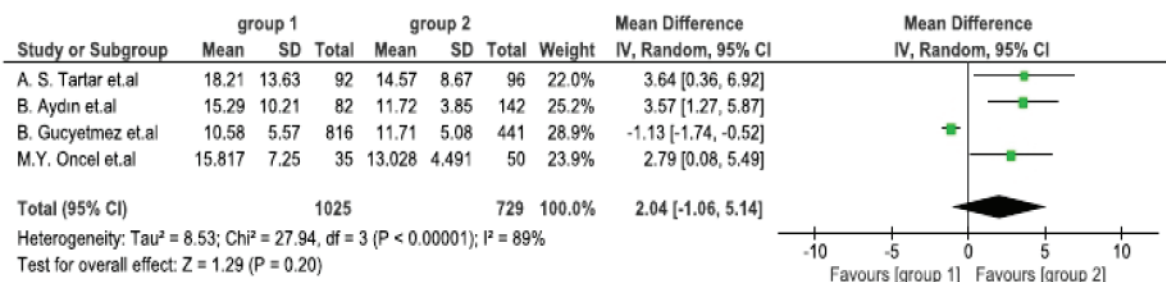 group 1 group 2 Mean Difference Mean Difference
Study or Subgroup Mean SD Total Mean SD Total Weight IV, Random, 95% CI IV, Random, 95% CI
A. S. Tartar et.al 18.21 13.63 92 14.57 8.67 96 22.0% 3.64 [0.36, 6.92]
B. Aydın et.al 15.29 10.21 82 11.72 3.85 142 25.2% 3.57 [1.27, 5.87]
B. Gucyetmez et.al 10.58 5.57 816 11.71 5.08 441 28.9% -1.13 [-1.74, -0.52]
M.Y. Oncel et.al 15.817 7.25 35 13.028 4.491 50 23.9% 2.79 [0.08, 5.49]
Total (95% CI) 1025 729 100.0% 2.04 [-1.06, 5.14]
Heterogeneity: Tau² = 8.53; Chi² = 27.94, df = 3 (P < 0.00001); I² = 89%
Test for overall effect: Z = 1.29 (P = 0.20)
-10 -5 0 5 10
Favours [group 1] Favours [group 2]